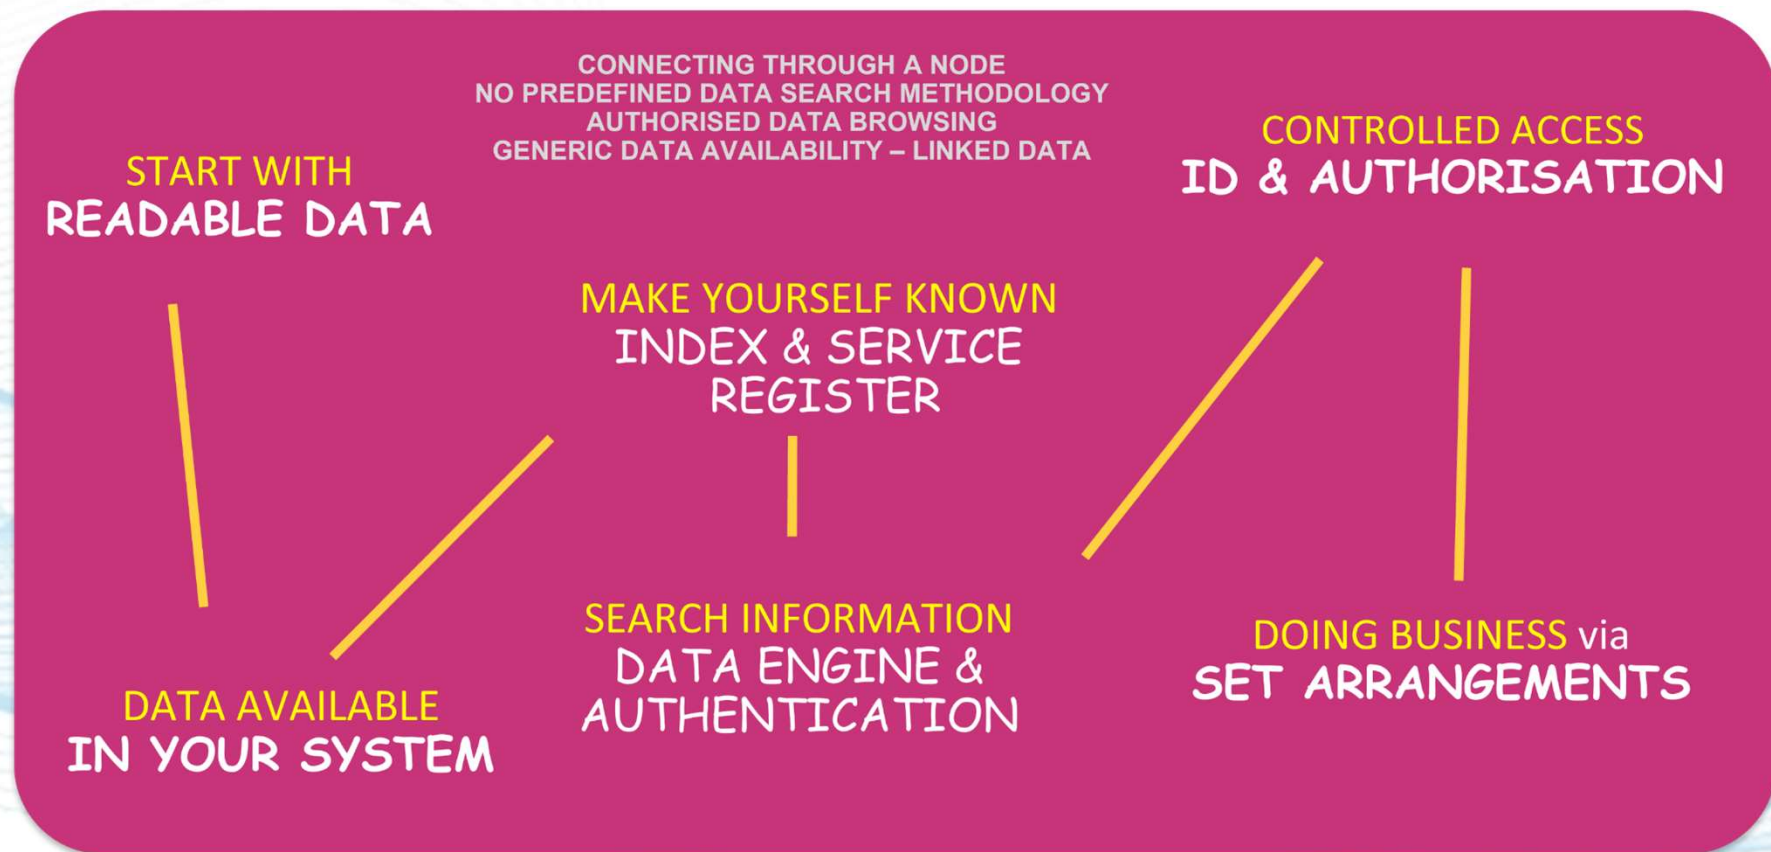 CONNECTING THROUGH A NODE
NO PREDEFINED DATA SEARCH METHODOLOGY
AUTHORISED DATA BROWSING
GENERIC DATA AVAILABILITY – LINKED DATA
START WITH
READABLE DATA
DATA AVAILABLE
IN YOUR SYSTEM
MAKE YOURSELF KNOWN
INDEX & SERVICE
REGISTER
SEARCH INFORMATION
DATA ENGINE &
AUTHENTICATION
CONTROLLED ACCESS
ID & AUTHORISATION
DOING BUSINESS via
SET ARRANGEMENTS